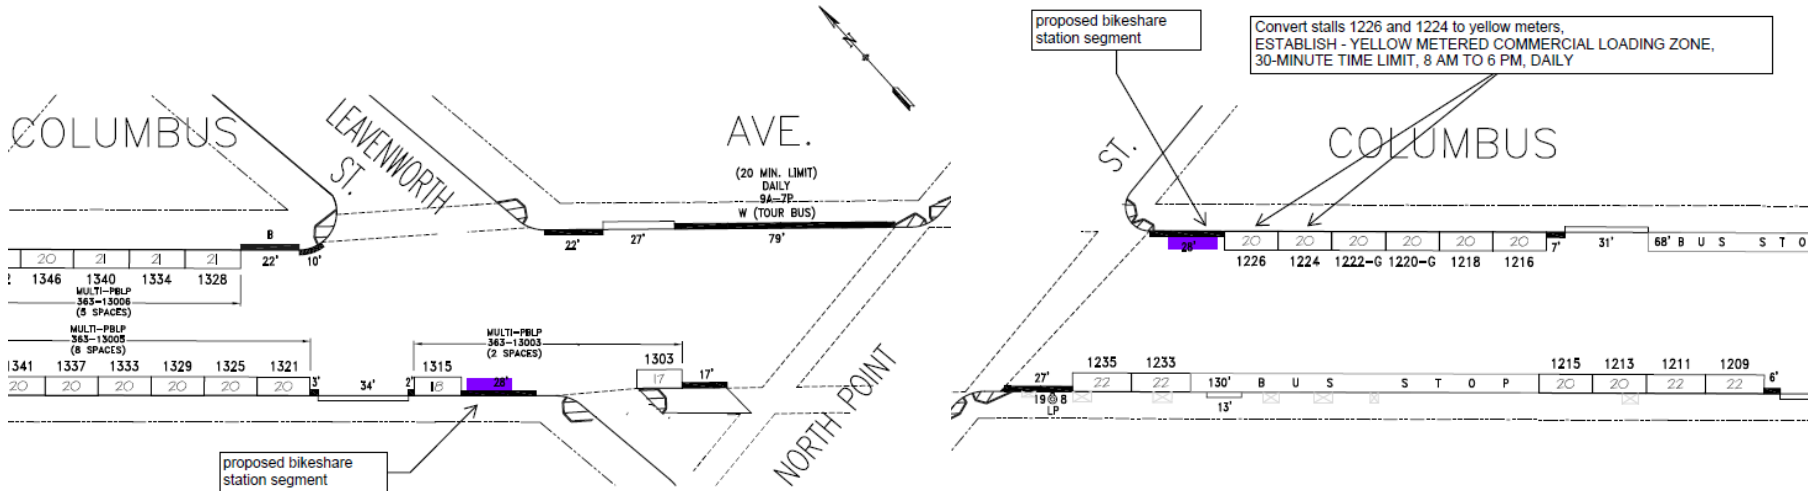 proposed bikeshare
station segment
Convert stalls 1226 and 1224 to yellow meters,
ESTABLISH - YELLOW METERED COMMERCIAL LOADING ZONE,
30-MINUTE TIME LIMIT, 8 AM TO 6 PM, DAILY
N
COLUMBUS
LEAVENWORTH
ST.
AVE.
(20 MIN. LIMIT)
DAILY
9A-7P
W (TOUR BUS)
ST.
COLUMBUS
B
22'
10'
22'
27'
79'
28'
20 21 21 21
2 1346 1340 1334 1328
20 20 20 20 20 20
1226 1224 1222-G 1220-G 1218 1216
7'
31'
68' BUS STO
MULTI-PBLP
363-13006
(5 SPACES)
MULTI-PBLP
363-13005
(8 SPACES)
MULTI-PBLP
363-13003
(2 SPACES)
1341 1337 1333 1329 1325 1321
20 20 20 20 20 20
3'
34'
2'
1315
18
28'
1303
17
17'
NORTH POINT
27'
19 8
LP
1235 1233
22 22
130' BUS STOP
13'
1215 1213 1211 1209
20 20 22 22
6'
proposed bikeshare
station segment